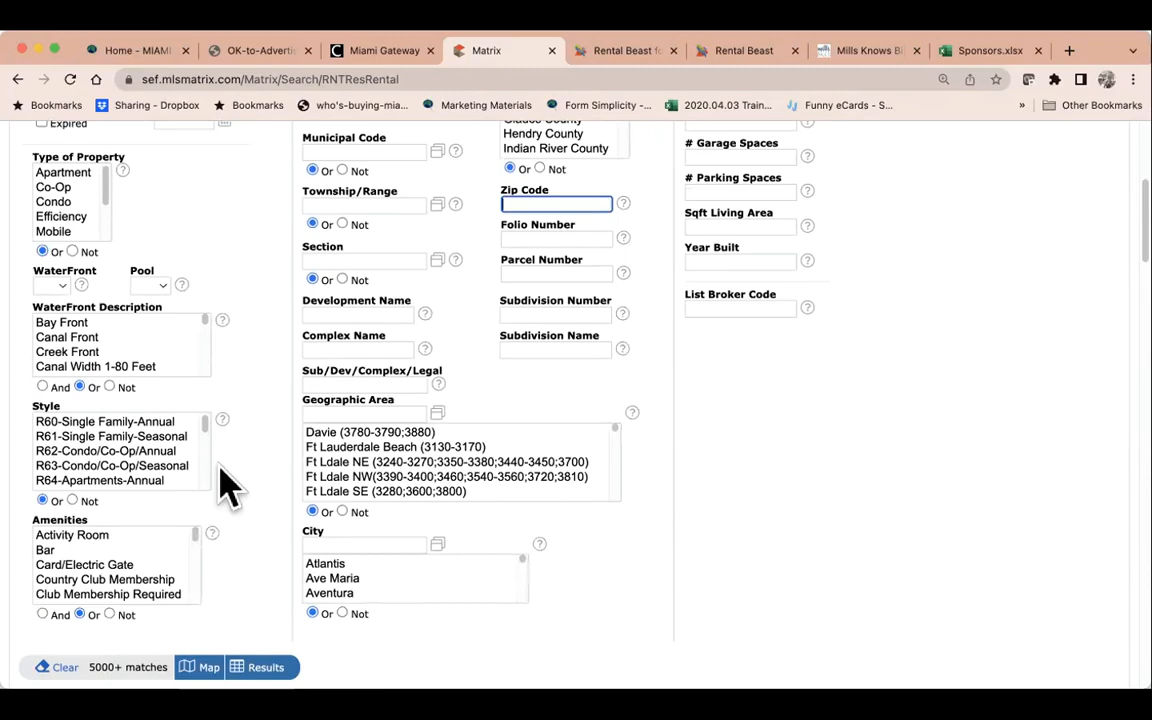 Home - MIAMI
OK-to-Adverti
Miami Gateway
Matrix
Rental Beast fo
Rental Beast
Mills Knows Bi
Sponsors.xlsx
sef.mlsmatrix.com/Matrix/Search/RNTResRental
Bookmarks
Sharing - Dropbox
Bookmarks
who's-buying-mia...
Marketing Materials
Form Simplicity -...
2020.04.03 Train...
Funny eCards - S...
»
Other Bookmarks
Expired
Type of Property
Apartment
Co-Op
Condo
Efficiency
Mobile
Or Not
WaterFront
Pool
WaterFront Description
Bay Front
Canal Front
Creek Front
Canal Width 1-80 Feet
And Or Not
Style
R60-Single Family-Annual
R61-Single Family-Seasonal
R62-Condo/Co-Op/Annual
R63-Condo/Co-Op/Seasonal
R64-Apartments-Annual
Or Not
Amenities
Activity Room
Bar
Card/Electric Gate
Country Club Membership
Club Membership Required
And Or Not
Municipal Code
Or Not
Township/Range
Or Not
Section
Or Not
Development Name
Complex Name
Sub/Dev/Complex/Legal
Geographic Area
Davie (3780-3790;3880)
Ft Lauderdale Beach (3130-3170)
Ft Ldale NE (3240-3270;3350-3380;3440-3450;3700)
Ft Ldale NW(3390-3400;3460;3540-3560;3720;3810)
Ft Ldale SE (3280;3600;3800)
Or Not
City
Atlantis
Ave Maria
Aventura
Or Not
Glades County
Hendry County
Indian River County
Or Not
Zip Code
Folio Number
Parcel Number
Subdivision Number
Subdivision Name
# Garage Spaces
# Parking Spaces
Sqft Living Area
Year Built
List Broker Code
Clear
5000+ matches
Map
Results